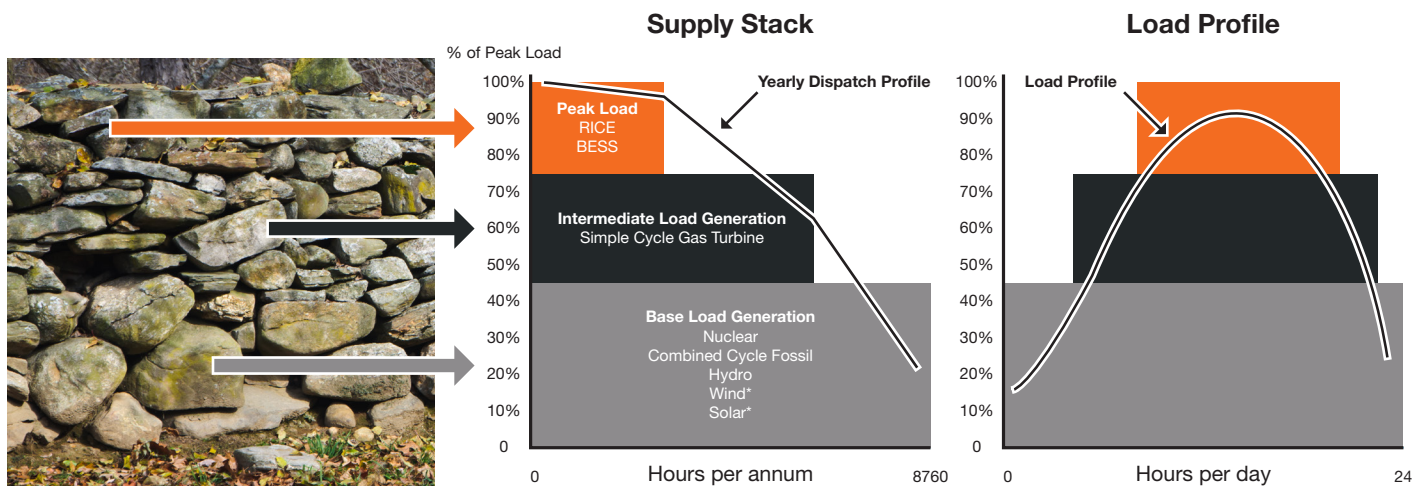 Supply Stack
% of Peak Load
100%
90%
80%
70%
60%
50%
40%
30%
20%
10%
0
Yearly Dispatch Profile
Peak Load
RICE
BESS
Intermediate Load Generation
Simple Cycle Gas Turbine
Base Load Generation
Nuclear
Combined Cycle Fossil
Hydro
Wind*
Solar*
0
Hours per annum
8760
Load Profile
100%
90%
80%
70%
60%
50%
40%
30%
20%
10%
0
Load Profile
0
Hours per day
24